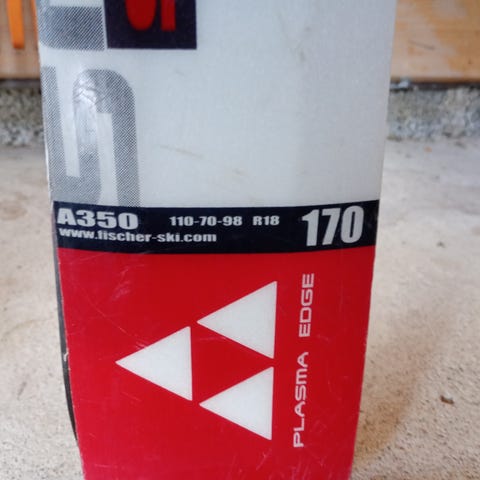 A350 110-70-98 R18 170
www.fischer-ski.com
PLASMA EDGE